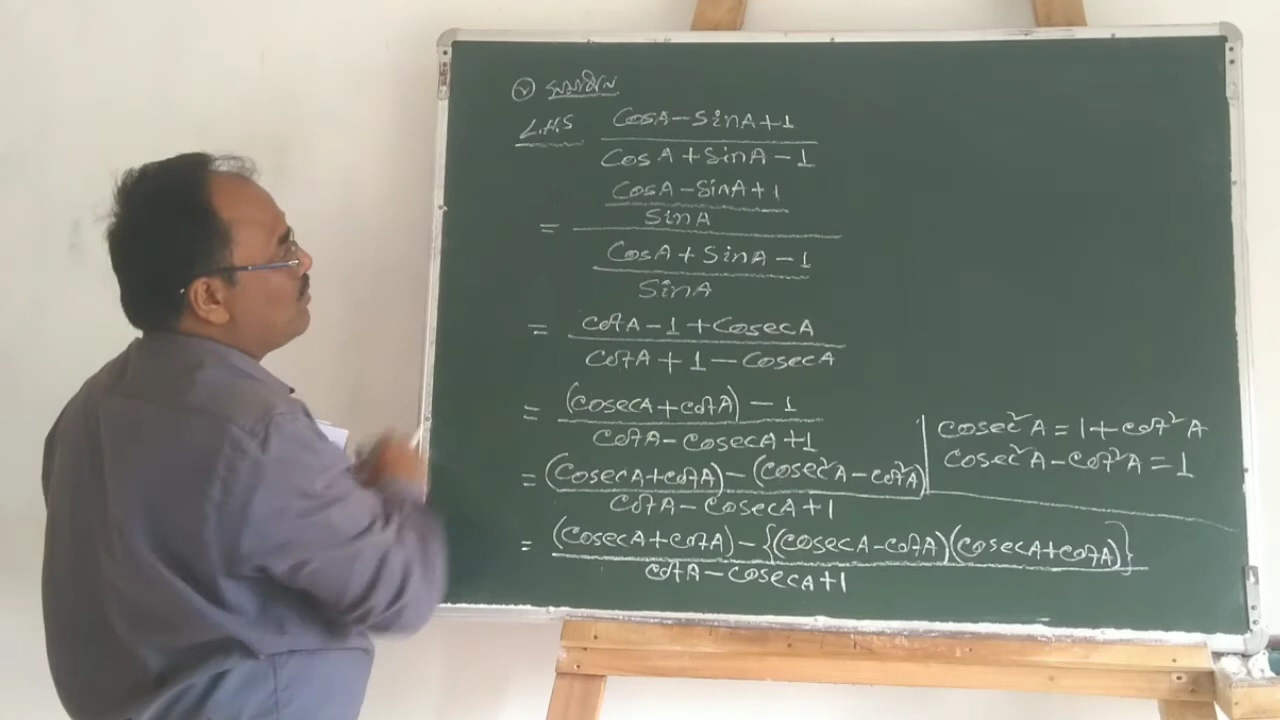 সমাধান
L.H.S CosA-SinA+1
CosA+SinA-1
CosA-SinA+1
SinA
=
CosA+SinA-1
SinA
= CotA-1+CosecA
CotA+1-CosecA
= (CosecA+CotA)-1
CotA-CosecA+1
Cosec²A=1+Cot²A
Cosec²A-Cot²A=1
= (CosecA+CotA)-(Cosec²A-Cot²A)
CotA-CosecA+1
= (CosecA+CotA)-{(CosecA-CotA)(CosecA+CotA)}
CotA-CosecA+1